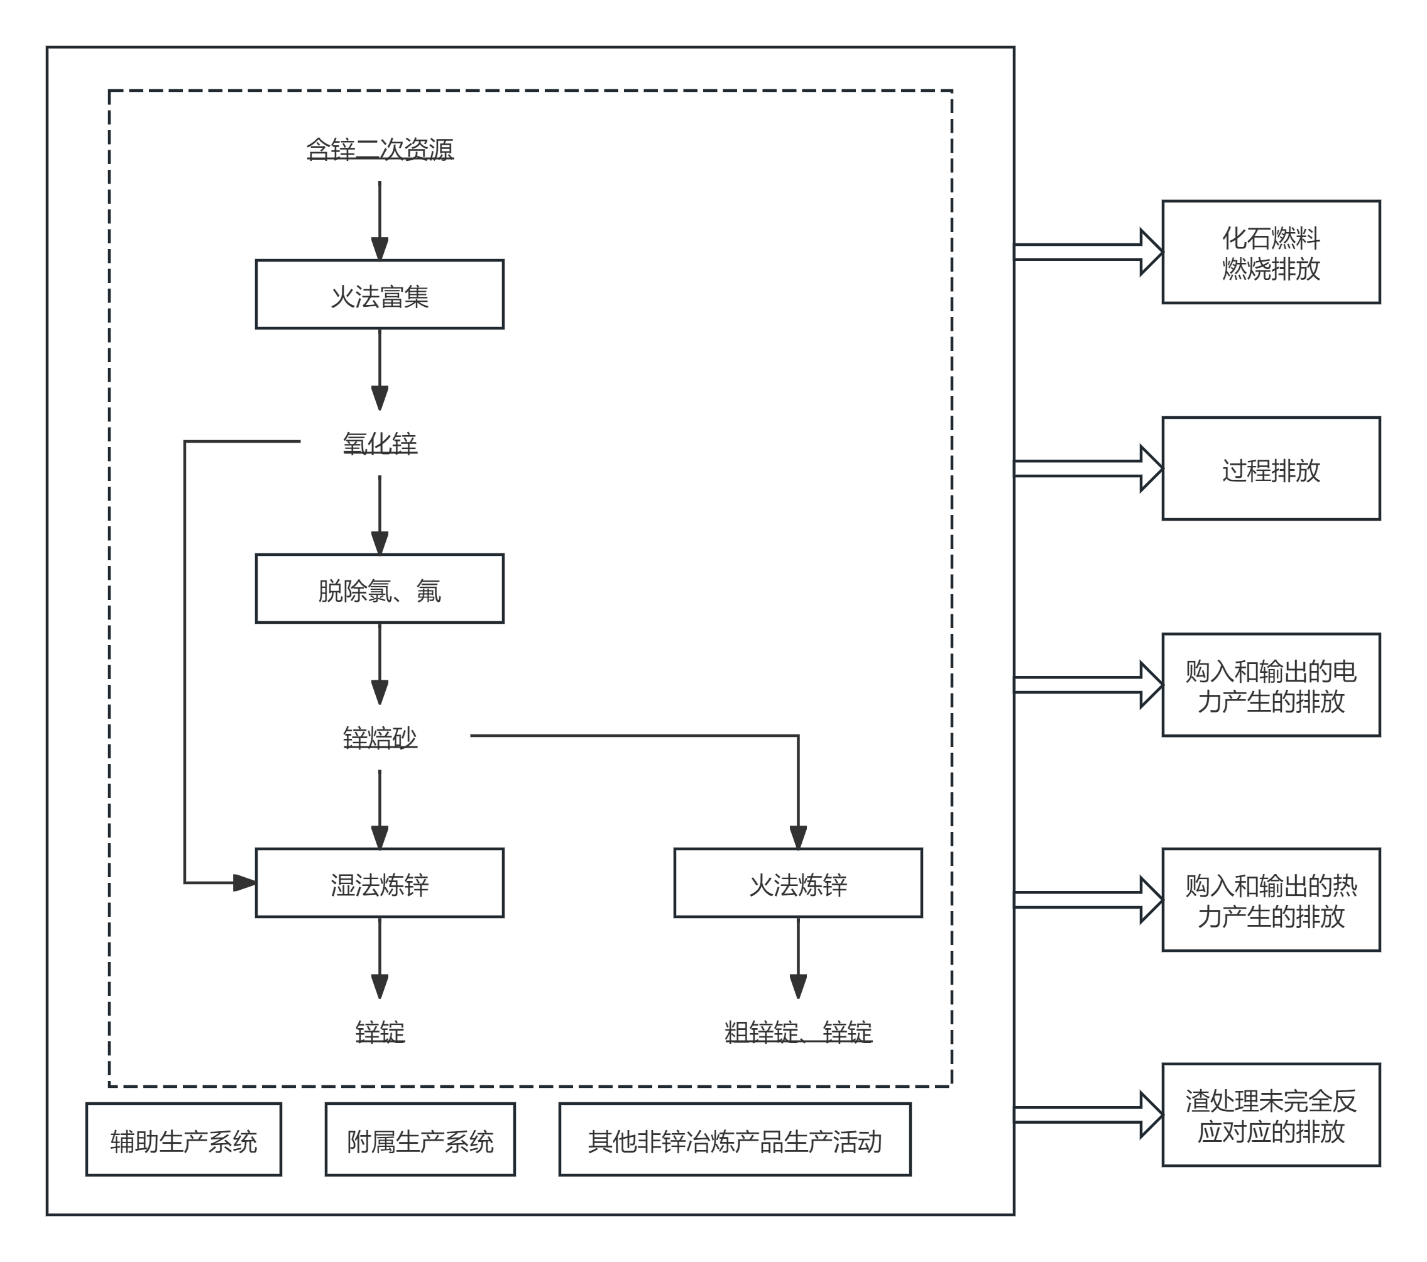 含锌二次资源
火法富集
氧化锌
脱除氯、氟
锌焙砂
湿法炼锌
火法炼锌
锌锭
粗锌锭、锌锭
辅助生产系统
附属生产系统
其他非锌冶炼产品生产活动
化石燃料
燃烧排放
过程排放
购入和输出的电
力产生的排放
购入和输出的热
力产生的排放
渣处理未完全反
应对应的排放